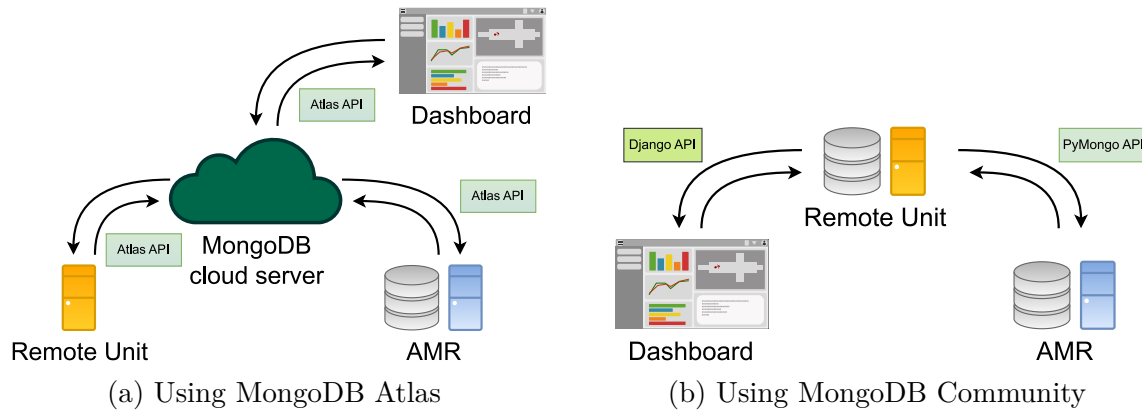 Atlas API
Dashboard
Atlas API
Atlas API
MongoDB
cloud server
Remote Unit
AMR
(a) Using MongoDB Atlas
Django API
PyMongo API
Remote Unit
Dashboard
AMR
(b) Using MongoDB Community